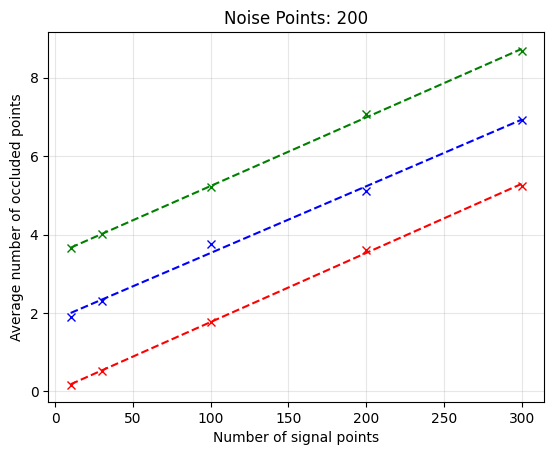 Noise Points: 200
Average number of occluded points
8
6
4
2
0
0 50 100 150 200 250 300
Number of signal points